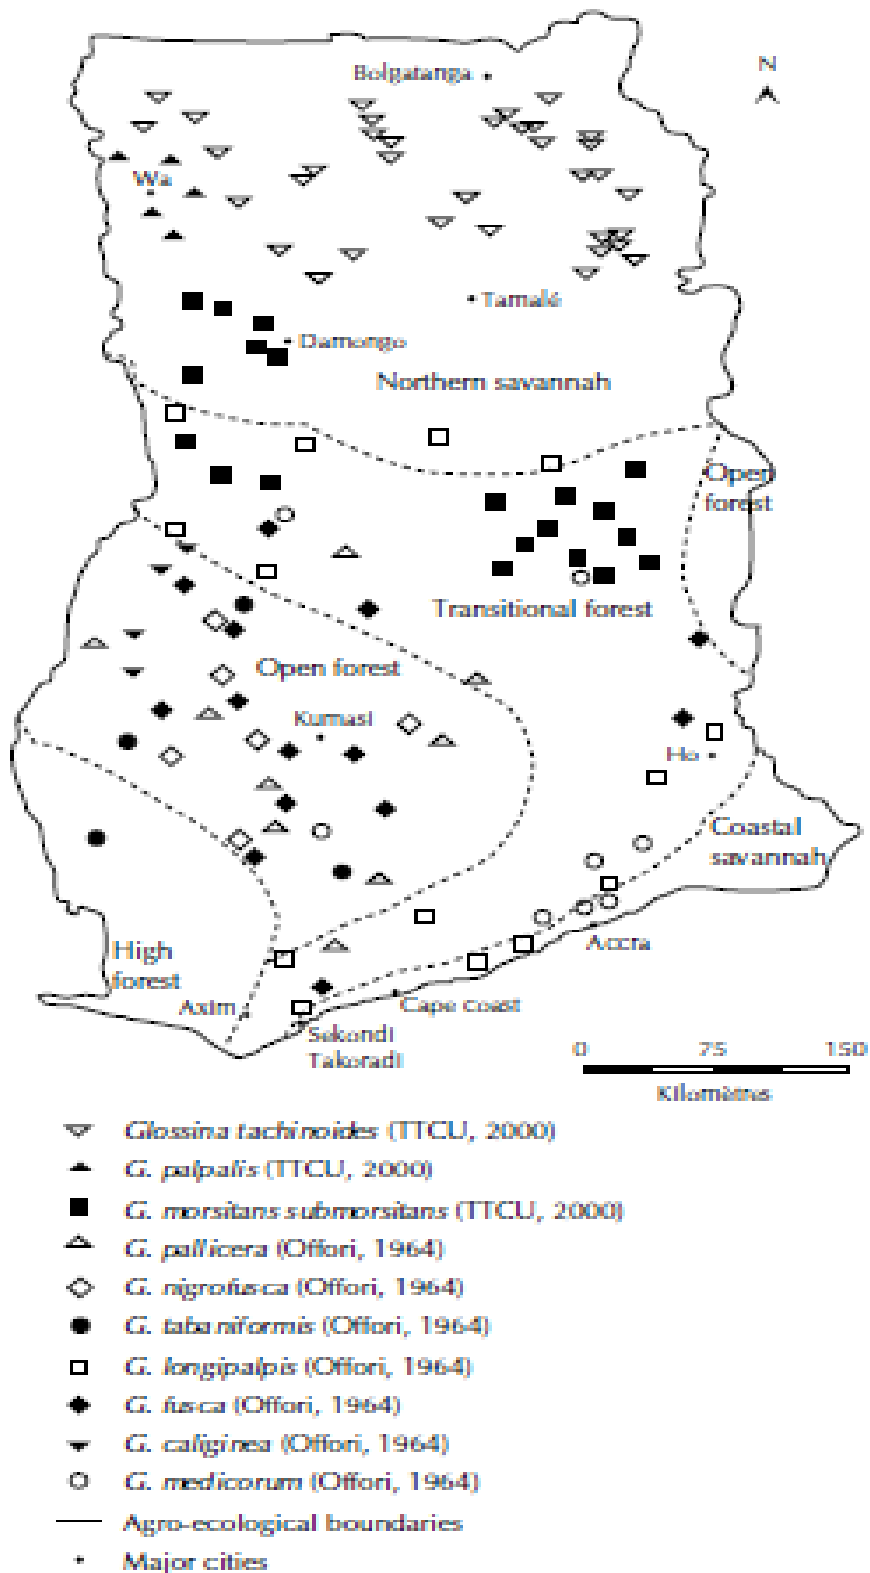 Bolgatanga
N
Wa
Tamale
Damongo
Northern savannah
Open
forest
Transitional forest
Open forest
Kumasi
Ho
Coastal
savannah
Accra
High
forest
Axim
Cape coast
Sekondi
Takoradi
0 75 150
Kilometres
Glossina tachinoides (TTCU, 2000)
G. palpalis (TTCU, 2000)
G. morsitans submorsitans (TTCU, 2000)
G. pallicera (Offori, 1964)
G. nigrofusca (Offori, 1964)
G. tabaniformis (Offori, 1964)
G. longipalpis (Offori, 1964)
G. fusca (Offori, 1964)
G. caliginea (Offori, 1964)
G. medicorum (Offori, 1964)
Agro-ecological boundaries
Major cities